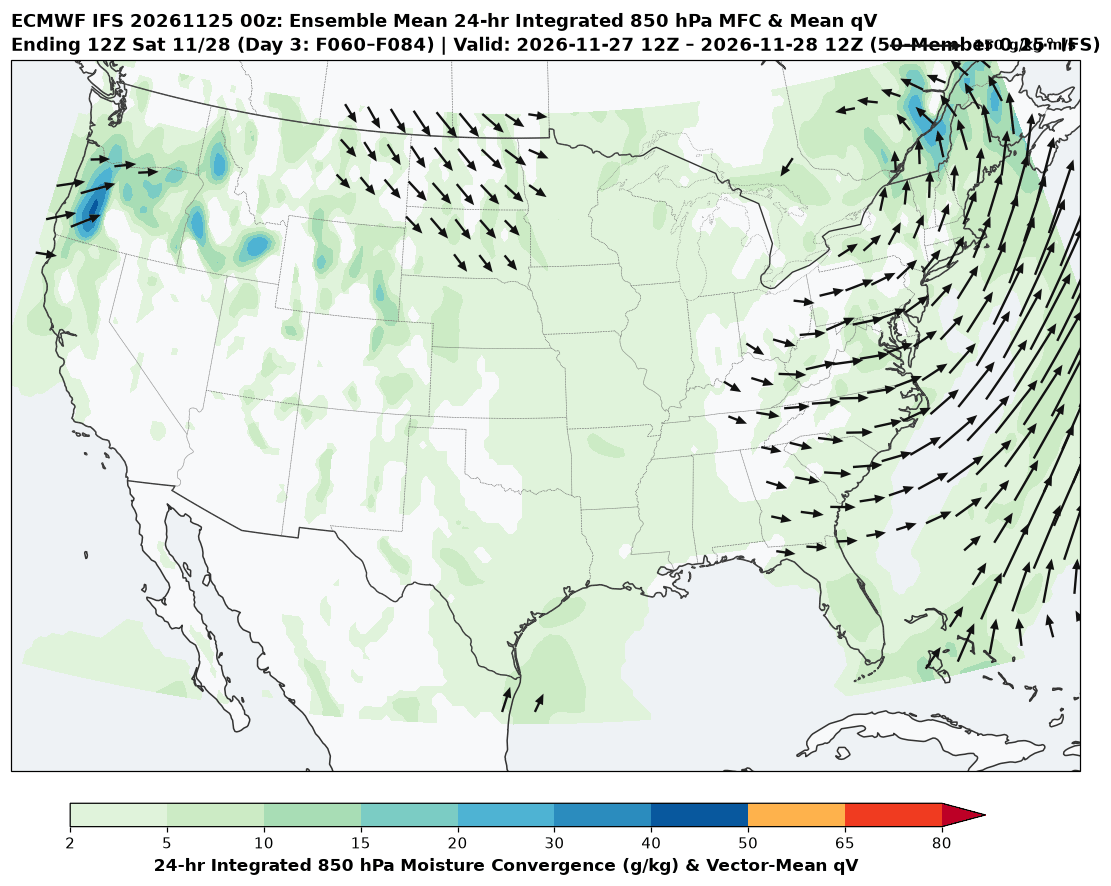 ECMWF IFS 20261125 00z: Ensemble Mean 24-hr Integrated 850 hPa MFC & Mean qV
Ending 12Z Sat 11/28 (Day 3: F060–F084) | Valid: 2026-11-27 12Z – 2026-11-28 12Z (50-Member 0.25° IFS)
150 g/kg·m/s
2 5 10 15 20 30 40 50 65 80
24-hr Integrated 850 hPa Moisture Convergence (g/kg) & Vector-Mean qV